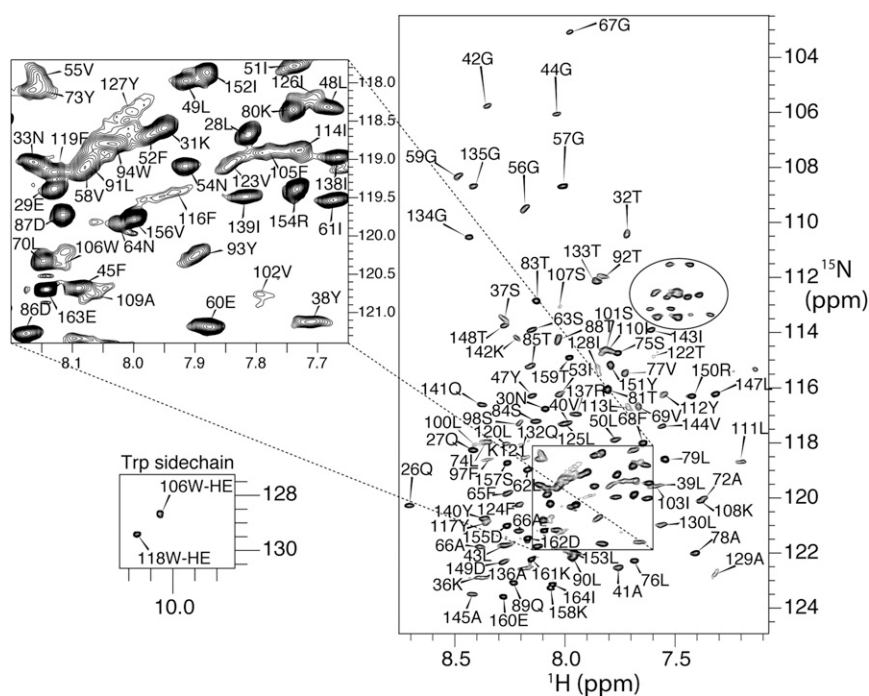 67G
42G
44G
59G 135G 56G 57G
134G 32T
83T 107S 133T 92T
37S 63S 88T 101S 110I
148T 142K 85T 128I 75S 143I 122T
47Y 159T 53I 137R 151Y 77V 150R 147L
141Q 30N 40V 113L 81T 112Y
100L 98S 84S 50L 68F 69V 144V
27Q 120L 132Q 125L 111L
74L K121 79L
26Q 97F 157S 62L 39L 72A
65F 103I 108K
140Y 124F 66A 130L
117Y 155D 162D 78A
66A 43L 153L 129A
149D 136A 161K 90L 41A 76L
36K 164I
145A 160E 89Q 158K
104
106
108
110
112
114
116
118
120
122
124
15N
(ppm)
8.5 8.0 7.5
1H (ppm)
55V 127Y 51I 126I 48L
73Y 152I
49L 80K
33N 119F 28L 114I
52F 31K
94W
91L 54N 105F
29E 58V 123V 138I
87D 116F 139I 154R 61I
156V
70L 106W 64N 93Y
45F 102V
109A
86D 163E 60E 38Y
118.0
118.5
119.0
119.5
120.0
120.5
121.0
8.1 8.0 7.9 7.8 7.7
Trp sidechain
106W-HE
118W-HE
128
130
10.0